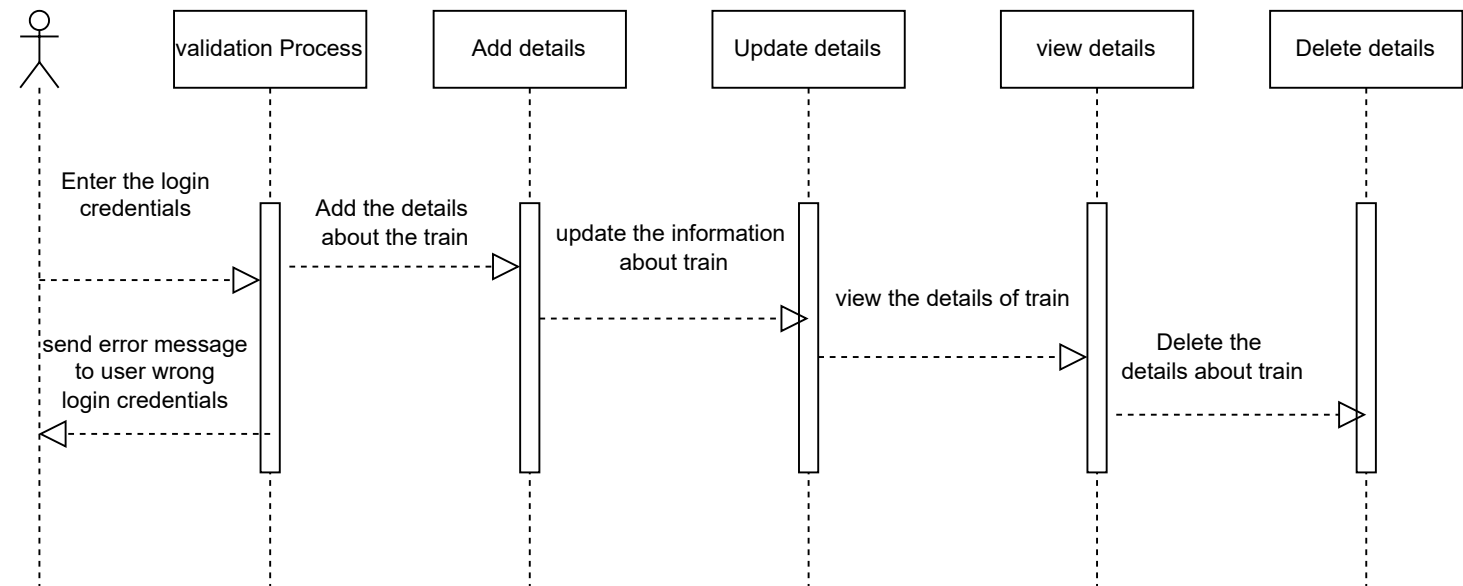 validation Process
Add details
Update details
view details
Delete details
Enter the login
credentials
Add the details
about the train
update the information
about train
view the details of train
Delete the
details about train
send error message
to user wrong
login credentials